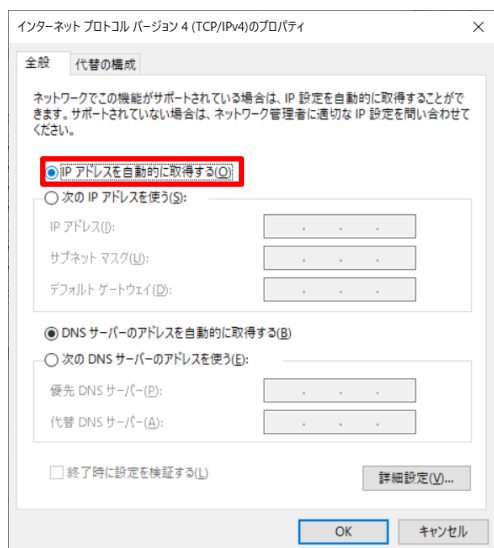 インターネット プロトコル バージョン 4 (TCP/IPv4)のプロパティ
全般
代替の構成
ネットワークでこの機能がサポートされている場合は、IP 設定を自動的に取得することがで
きます。サポートされていない場合は、ネットワーク管理者に適切な IP 設定を問い合わせて
ください。
IP アドレスを自動的に取得する(O)
次の IP アドレスを使う(S):
IP アドレス(I):
サブネット マスク(U):
デフォルト ゲートウェイ(D):
DNS サーバーのアドレスを自動的に取得する(B)
次の DNS サーバーのアドレスを使う(E):
優先 DNS サーバー(P):
代替 DNS サーバー(A):
終了時に設定を検証する(L)
詳細設定(V)...
OK
キャンセル